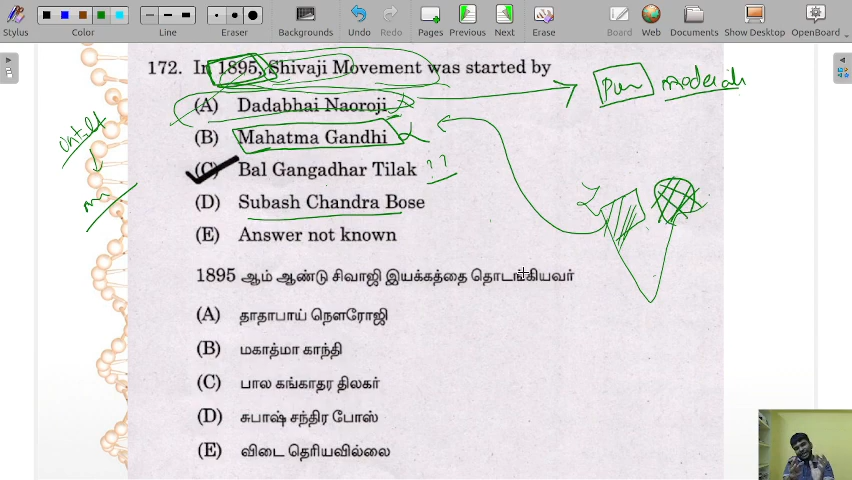 Stylus
Color
Line
Eraser
Backgrounds
Undo
Redo
Pages
Previous
Next
Erase
Board
Web
Documents
Show Desktop
OpenBoard
172. In 1895, Shivaji Movement was started by
(A) Dadabhai Naoroji
(B) Mahatma Gandhi
(C) Bal Gangadhar Tilak ??
(D) Subash Chandra Bose
(E) Answer not known
1895 ஆம் ஆண்டு சிவாஜி இயக்கத்தை தொடங்கியவர்
(A) தாதாபாய் நௌரோஜி
(B) மகாத்மா காந்தி
(C) பால கங்காதர திலகர்
(D) சுபாஷ் சந்திர போஸ்
(E) விடை தெரியவில்லை